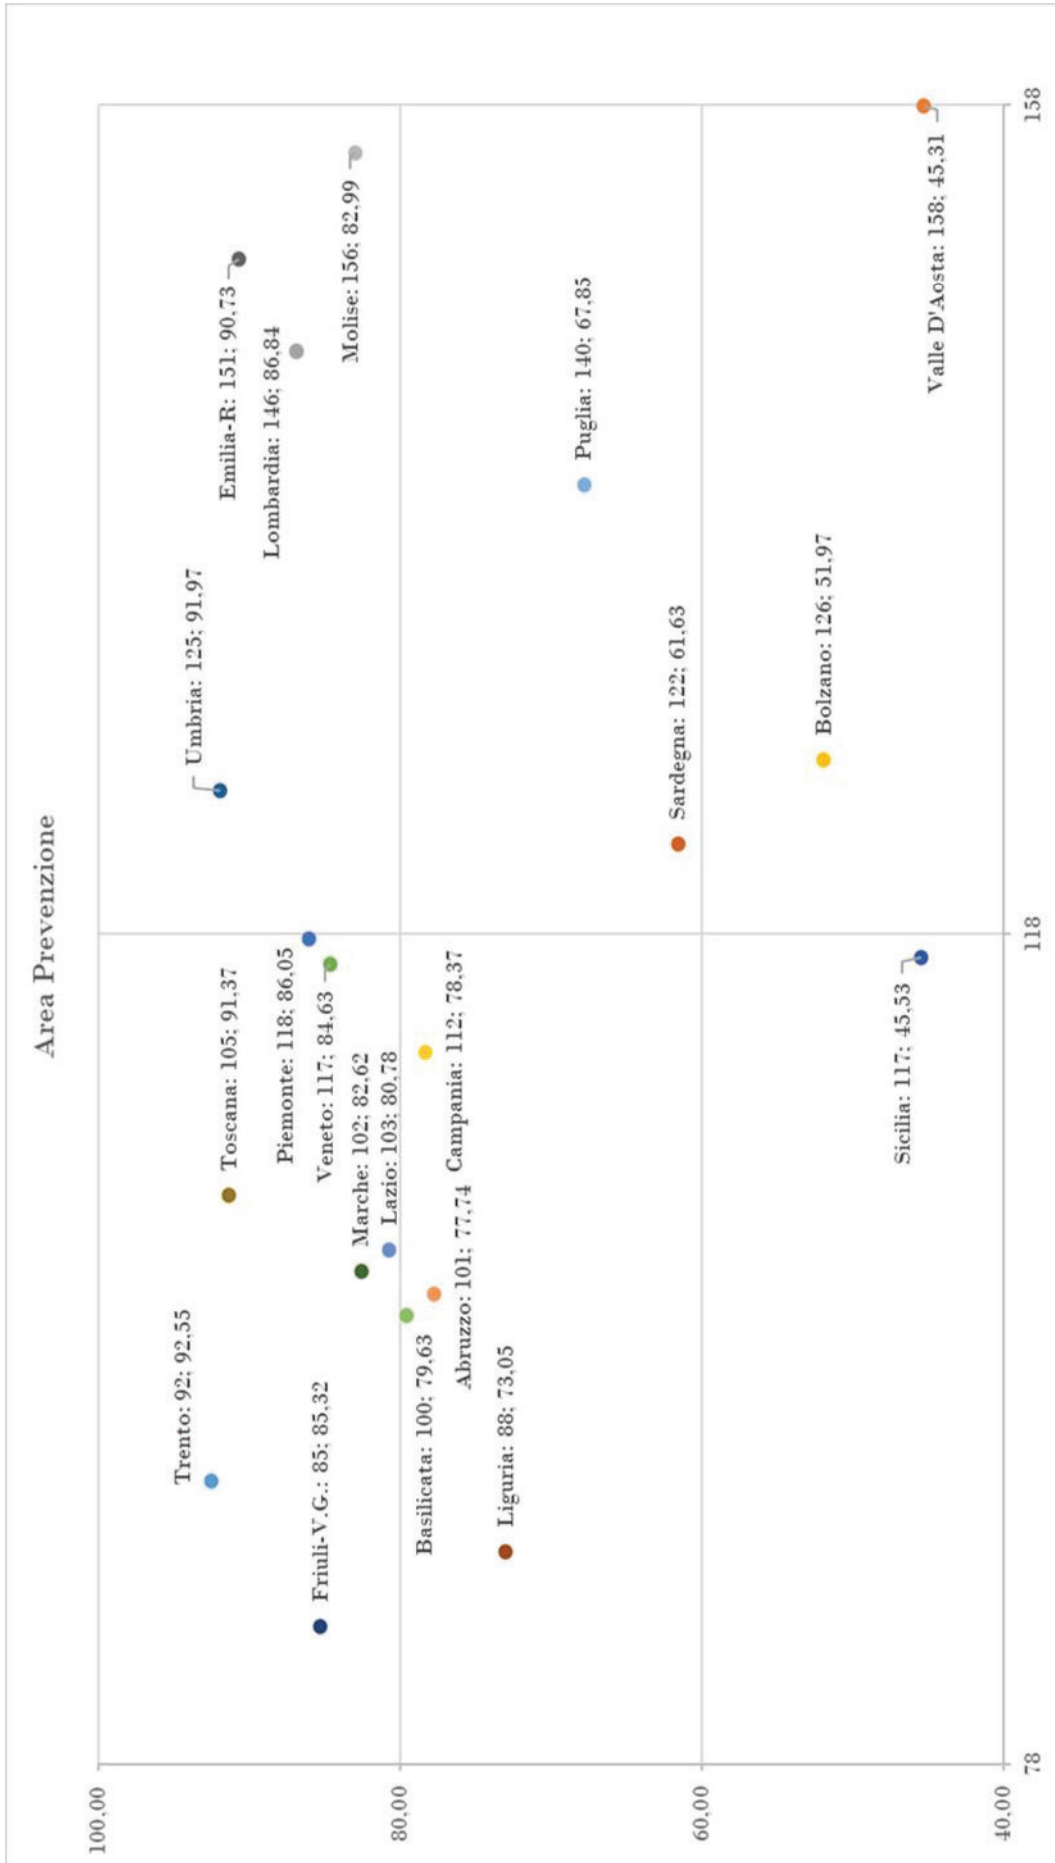 Area Prevenzione
100,00
80,00
60,00
40,00
78
118
158
Trento: 92; 92,55
Umbria: 125; 91,97
Toscana: 105; 91,37
Emilia-R: 151; 90,73
Lombardia: 146; 86,84
Piemonte: 118; 86,05
Friuli-V.G.: 85; 85,32
Veneto: 117; 84,63
Molise: 156; 82,99
Marche: 102; 82,62
Lazio: 103; 80,78
Basilicata: 100; 79,63
Campania: 112; 78,37
Abruzzo: 101; 77,74
Liguria: 88; 73,05
Puglia: 140; 67,85
Sardegna: 122; 61,63
Bolzano: 126; 51,97
Sicilia: 117; 45,53
Valle D'Aosta: 158; 45,31